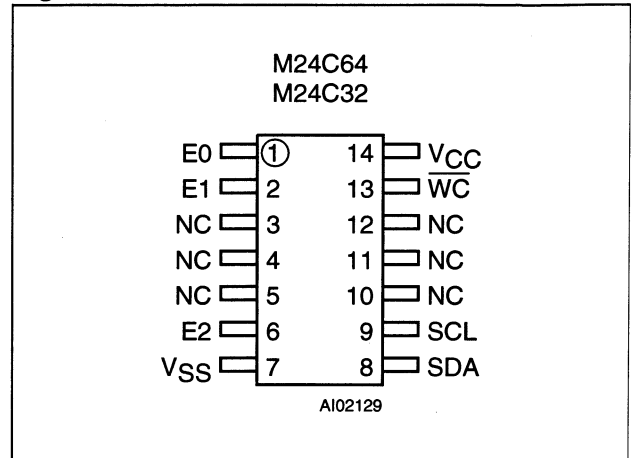 M24C64
M24C32
E0 1 14 VCC
E1 2 13 W̅C̅
NC 3 12 NC
NC 4 11 NC
NC 5 10 NC
E2 6 9 SCL
VSS 7 8 SDA
AI02129